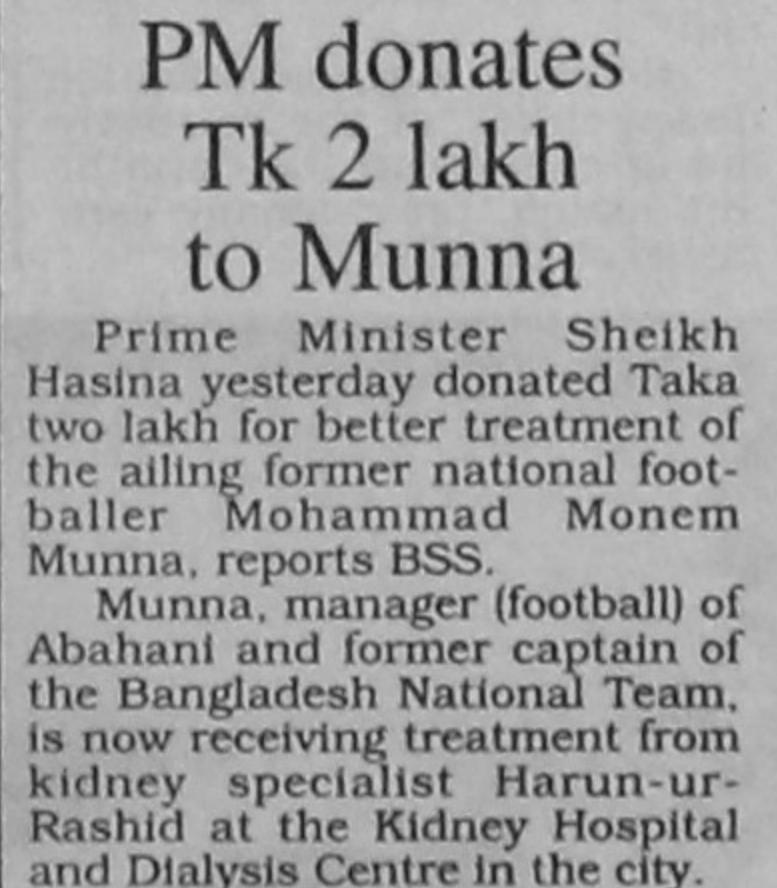 PM donates
Tk 2 lakh
to Munna
Prime Minister Sheikh
Hasina yesterday donated Taka
two lakh for better treatment of
the ailing former national foot-
baller Mohammad Monem
Munna, reports BSS.
Munna, manager (football) of
Abahani and former captain of
the Bangladesh National Team,
is now receiving treatment from
kidney specialist Harun-ur-
Rashid at the Kidney Hospital
and Dialysis Centre in the city.